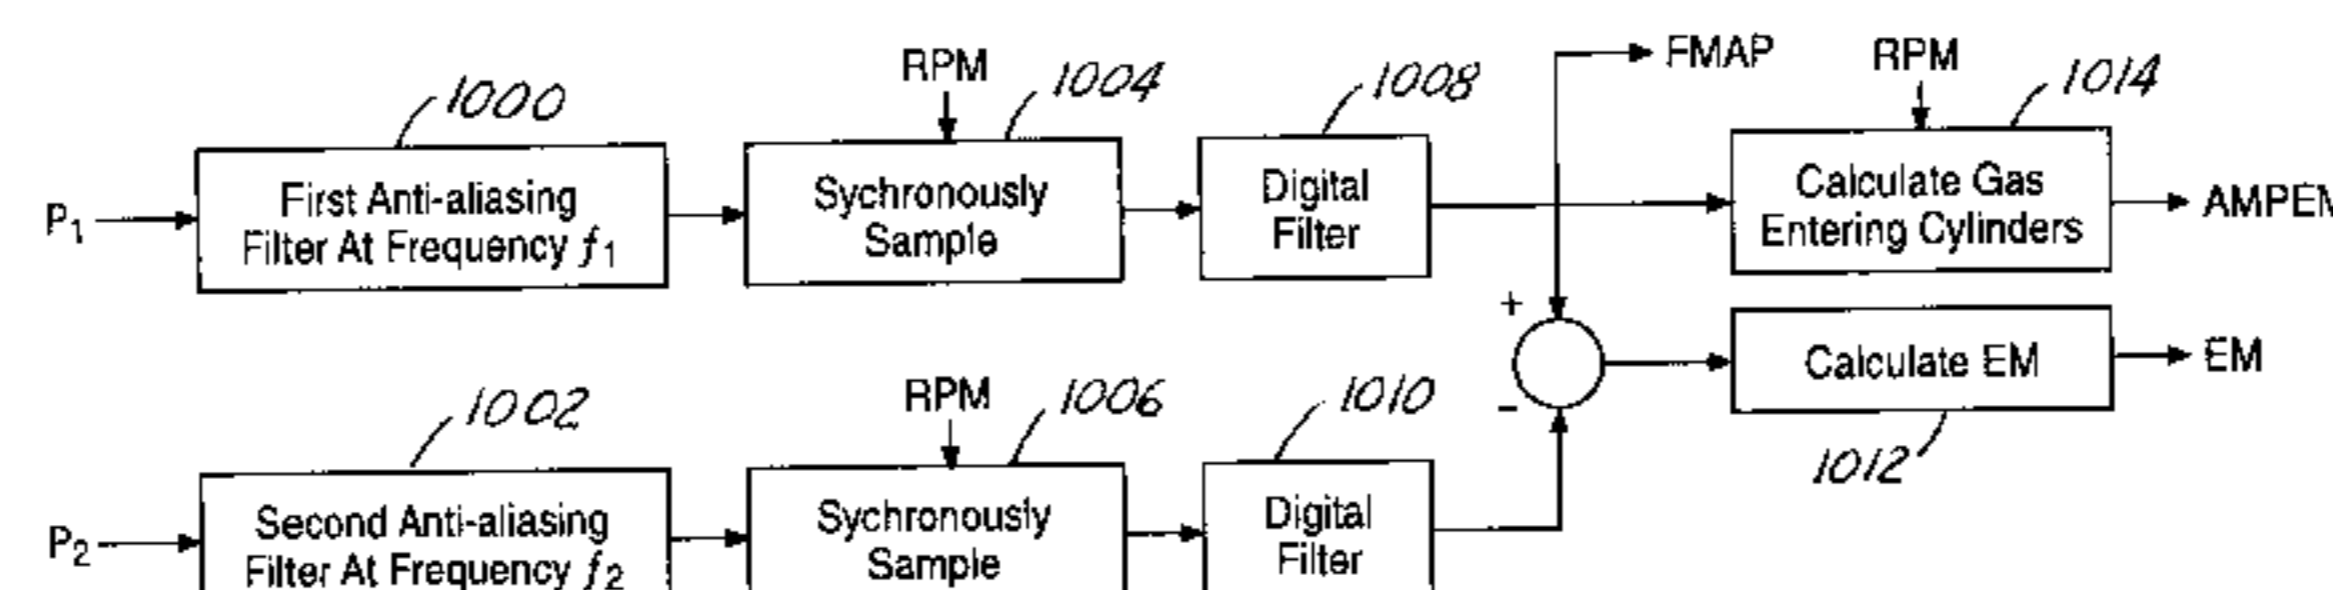 P1
1000
First Anti-aliasing
Filter At Frequency f1
RPM
1004
Sychronously
Sample
1008
Digital
Filter
FMAP
RPM
1014
Calculate Gas
Entering Cylinders
+
-
Calculate EM
EM
1012
P2
1002
Second Anti-aliasing
Filter At Frequency f2
RPM
1006
Sychronously
Sample
1010
Digital
Filter